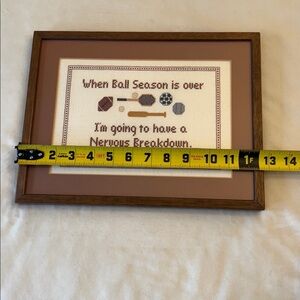 When Ball Season is over
I'm going to have a
Nervous Breakdown.
2 3 4 5 6 7 8 9 10 11 1F 13 14